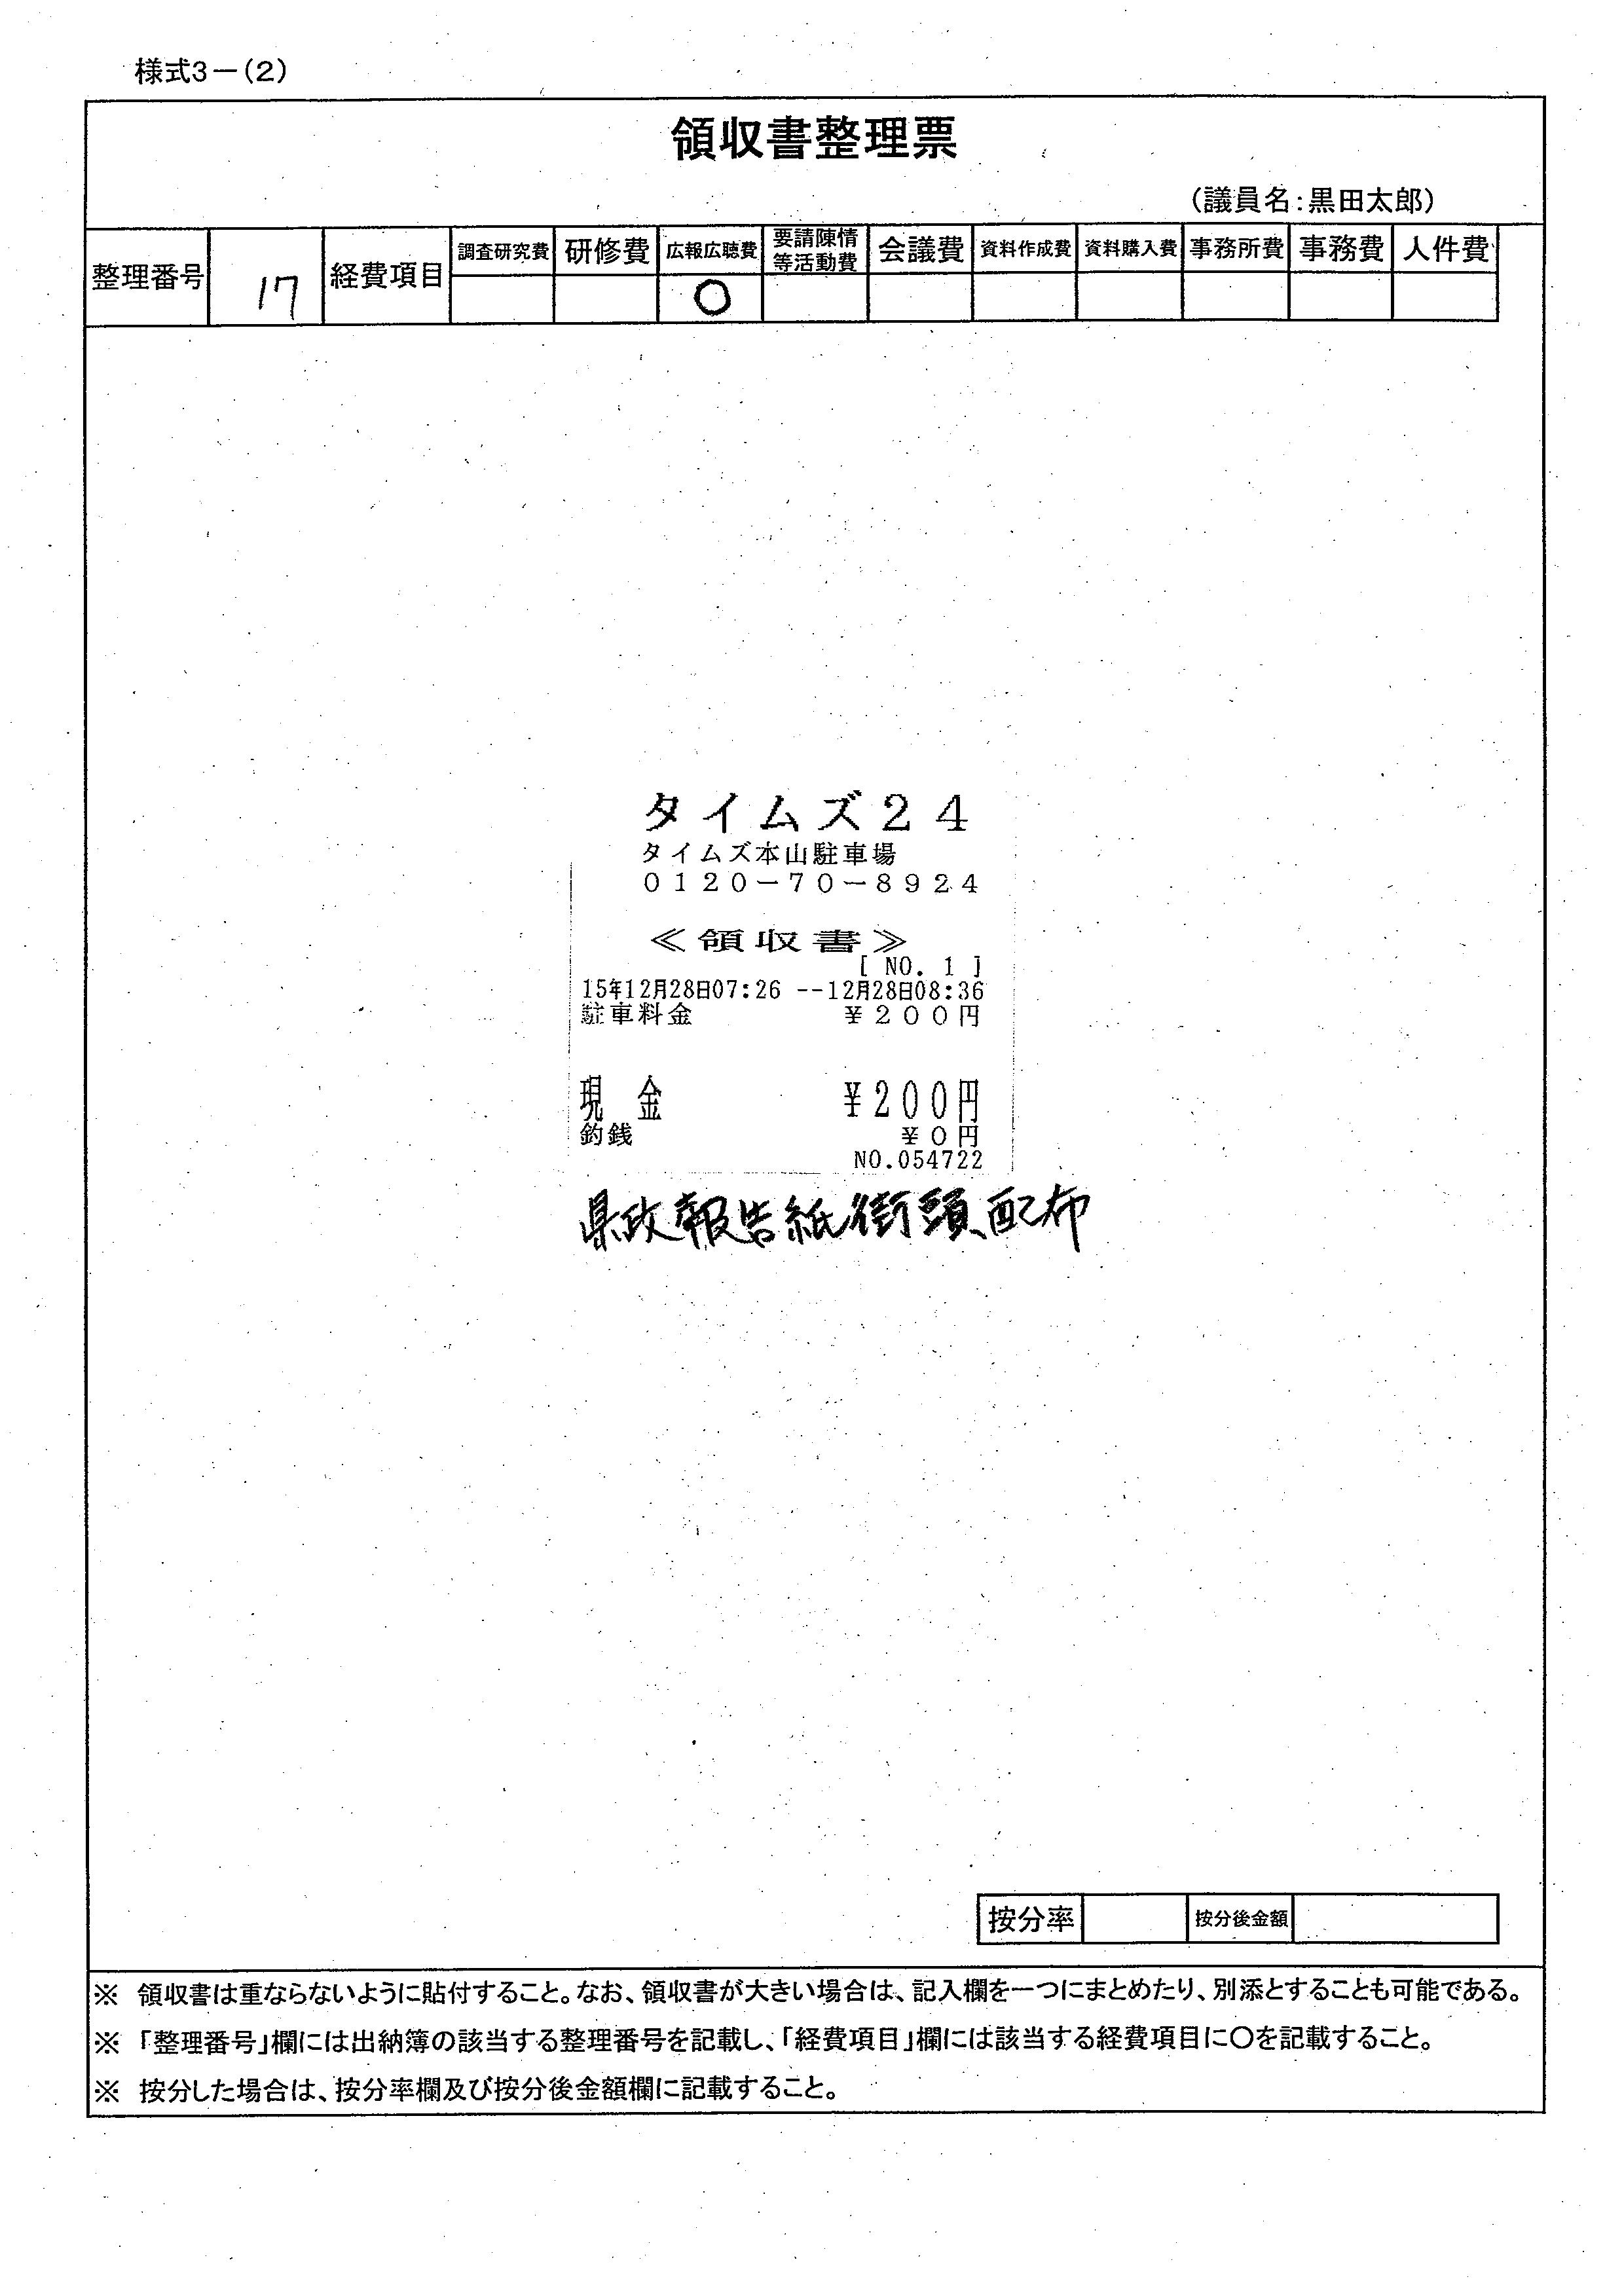 様式3－(2)
領収書整理票
(議員名:黒田太郎)
整理番号 17 経費項目 調査研究費 研修費 広報広聴費 要請陳情等活動費 会議費 資料作成費 資料購入費 事務所費 事務費 人件費
○
タイムズ24
タイムズ本山駐車場
0120-70-8924
≪領収書≫
[ NO. 1 ]
15年12月28日07:26 --12月28日08:36
駐車料金 ¥200円
現 金 ¥200円
釣銭 ¥0円
NO.054722
県政報告紙街頭配布
按分率 按分後金額
※ 領収書は重ならないように貼付すること。なお、領収書が大きい場合は、記入欄を一つにまとめたり、別添とすることも可能である。
※ 「整理番号」欄には出納簿の該当する整理番号を記載し、「経費項目」欄には該当する経費項目に〇を記載すること。
※ 按分した場合は、按分率欄及び按分後金額欄に記載すること。